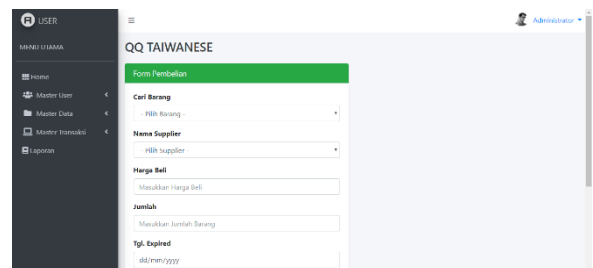 USER
Administrator
MENU UTAMA
QQ TAIWANESE
Home
Form Pembelian
Master User
Cari Barang
Master Data
- Pilih Barang -
Master Transaksi
Nama Supplier
Laporan
- Pilih Supplier -
Harga Beli
Masukkan Harga Beli
Jumlah
Masukkan Jumlah Barang
Tgl. Expired
dd/mm/yyyy